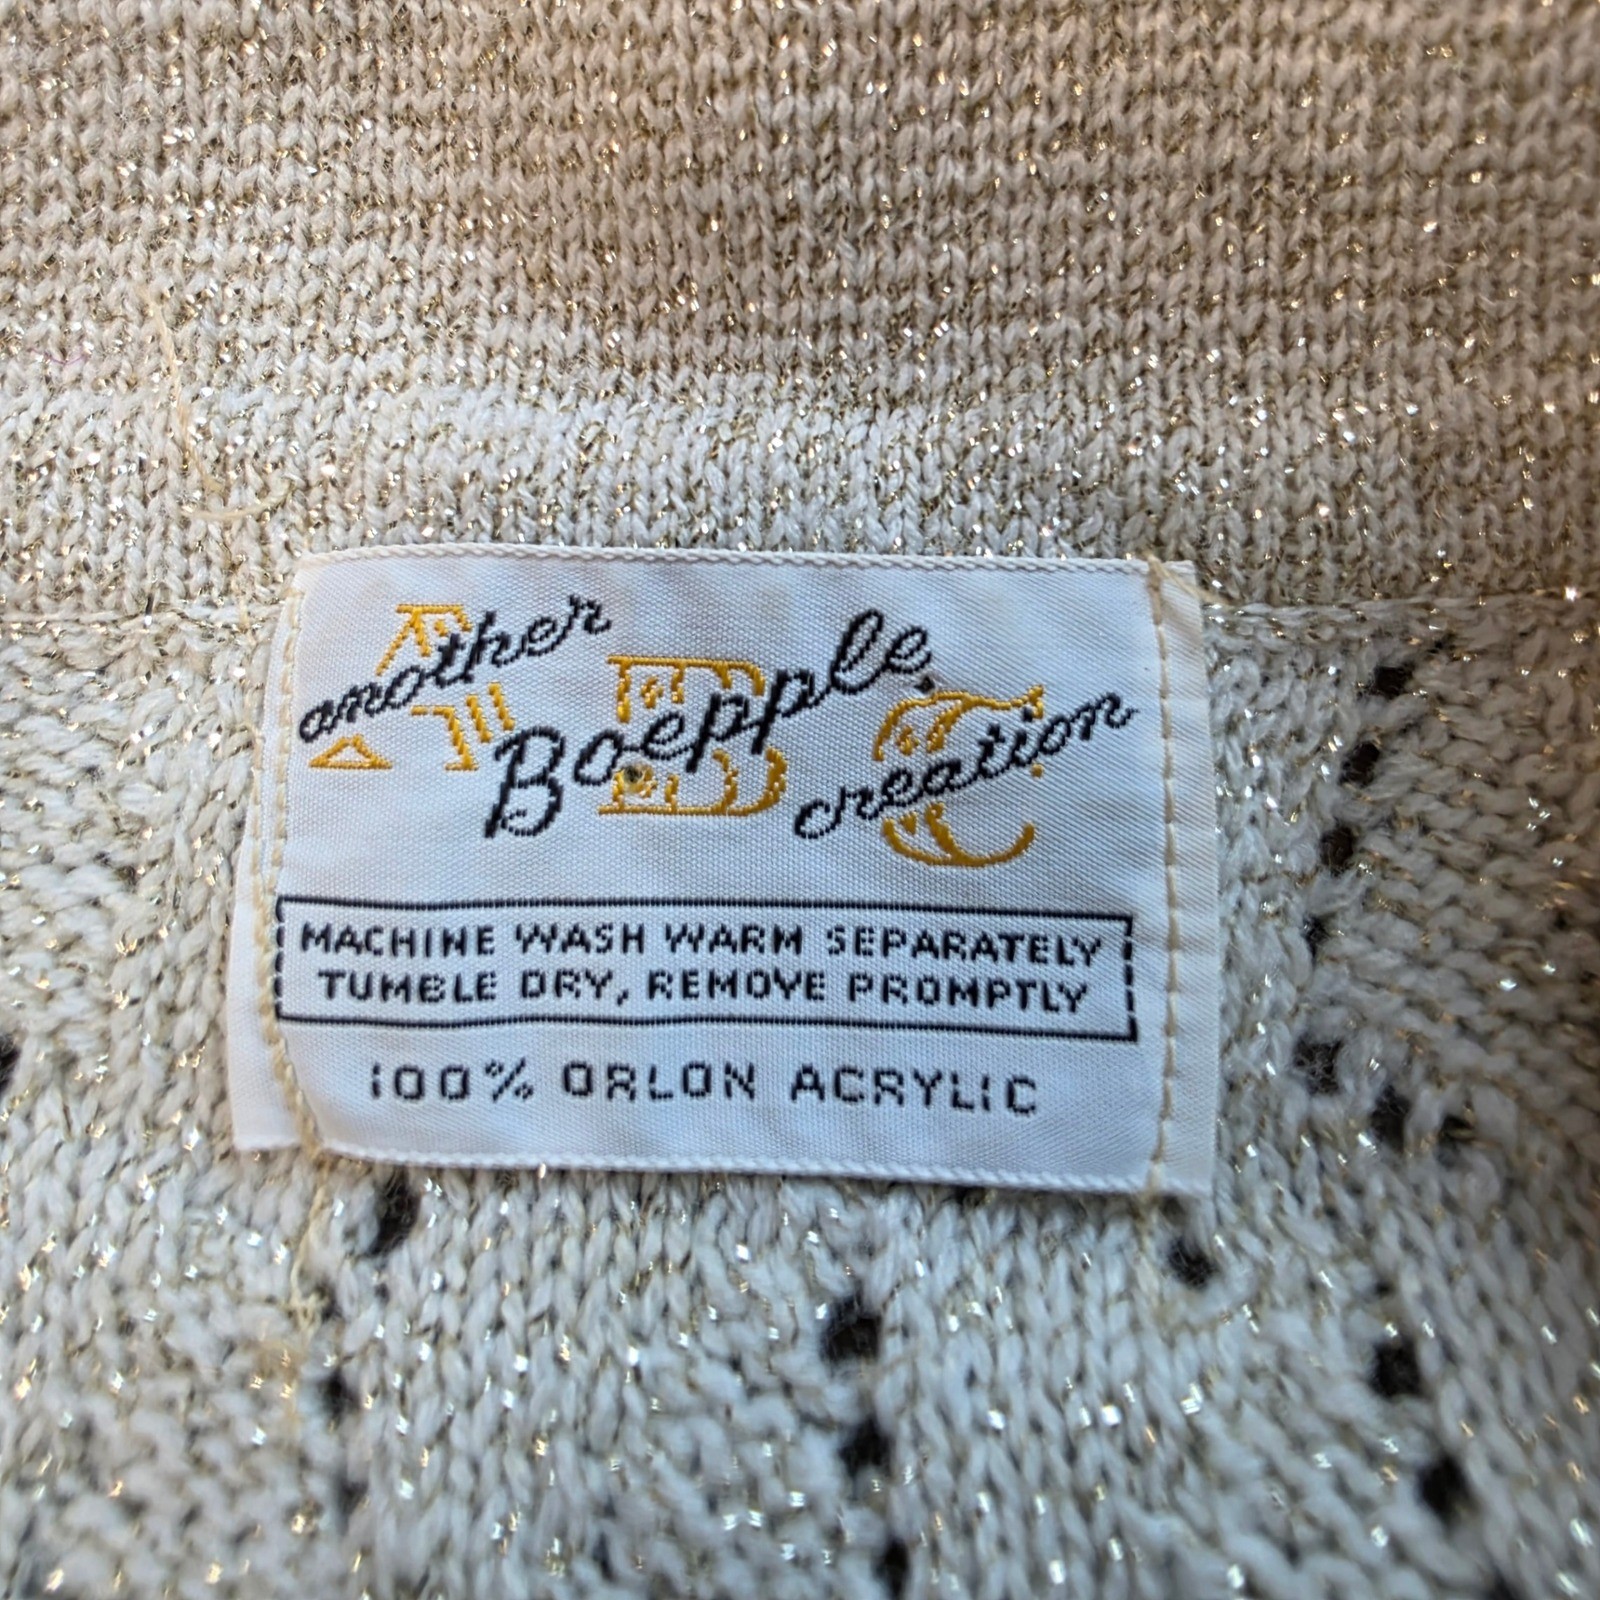 A B C
another Boepple creation
MACHINE WASH WARM SEPARATELY
TUMBLE DRY, REMOVE PROMPTLY
100% ORLON ACRYLIC